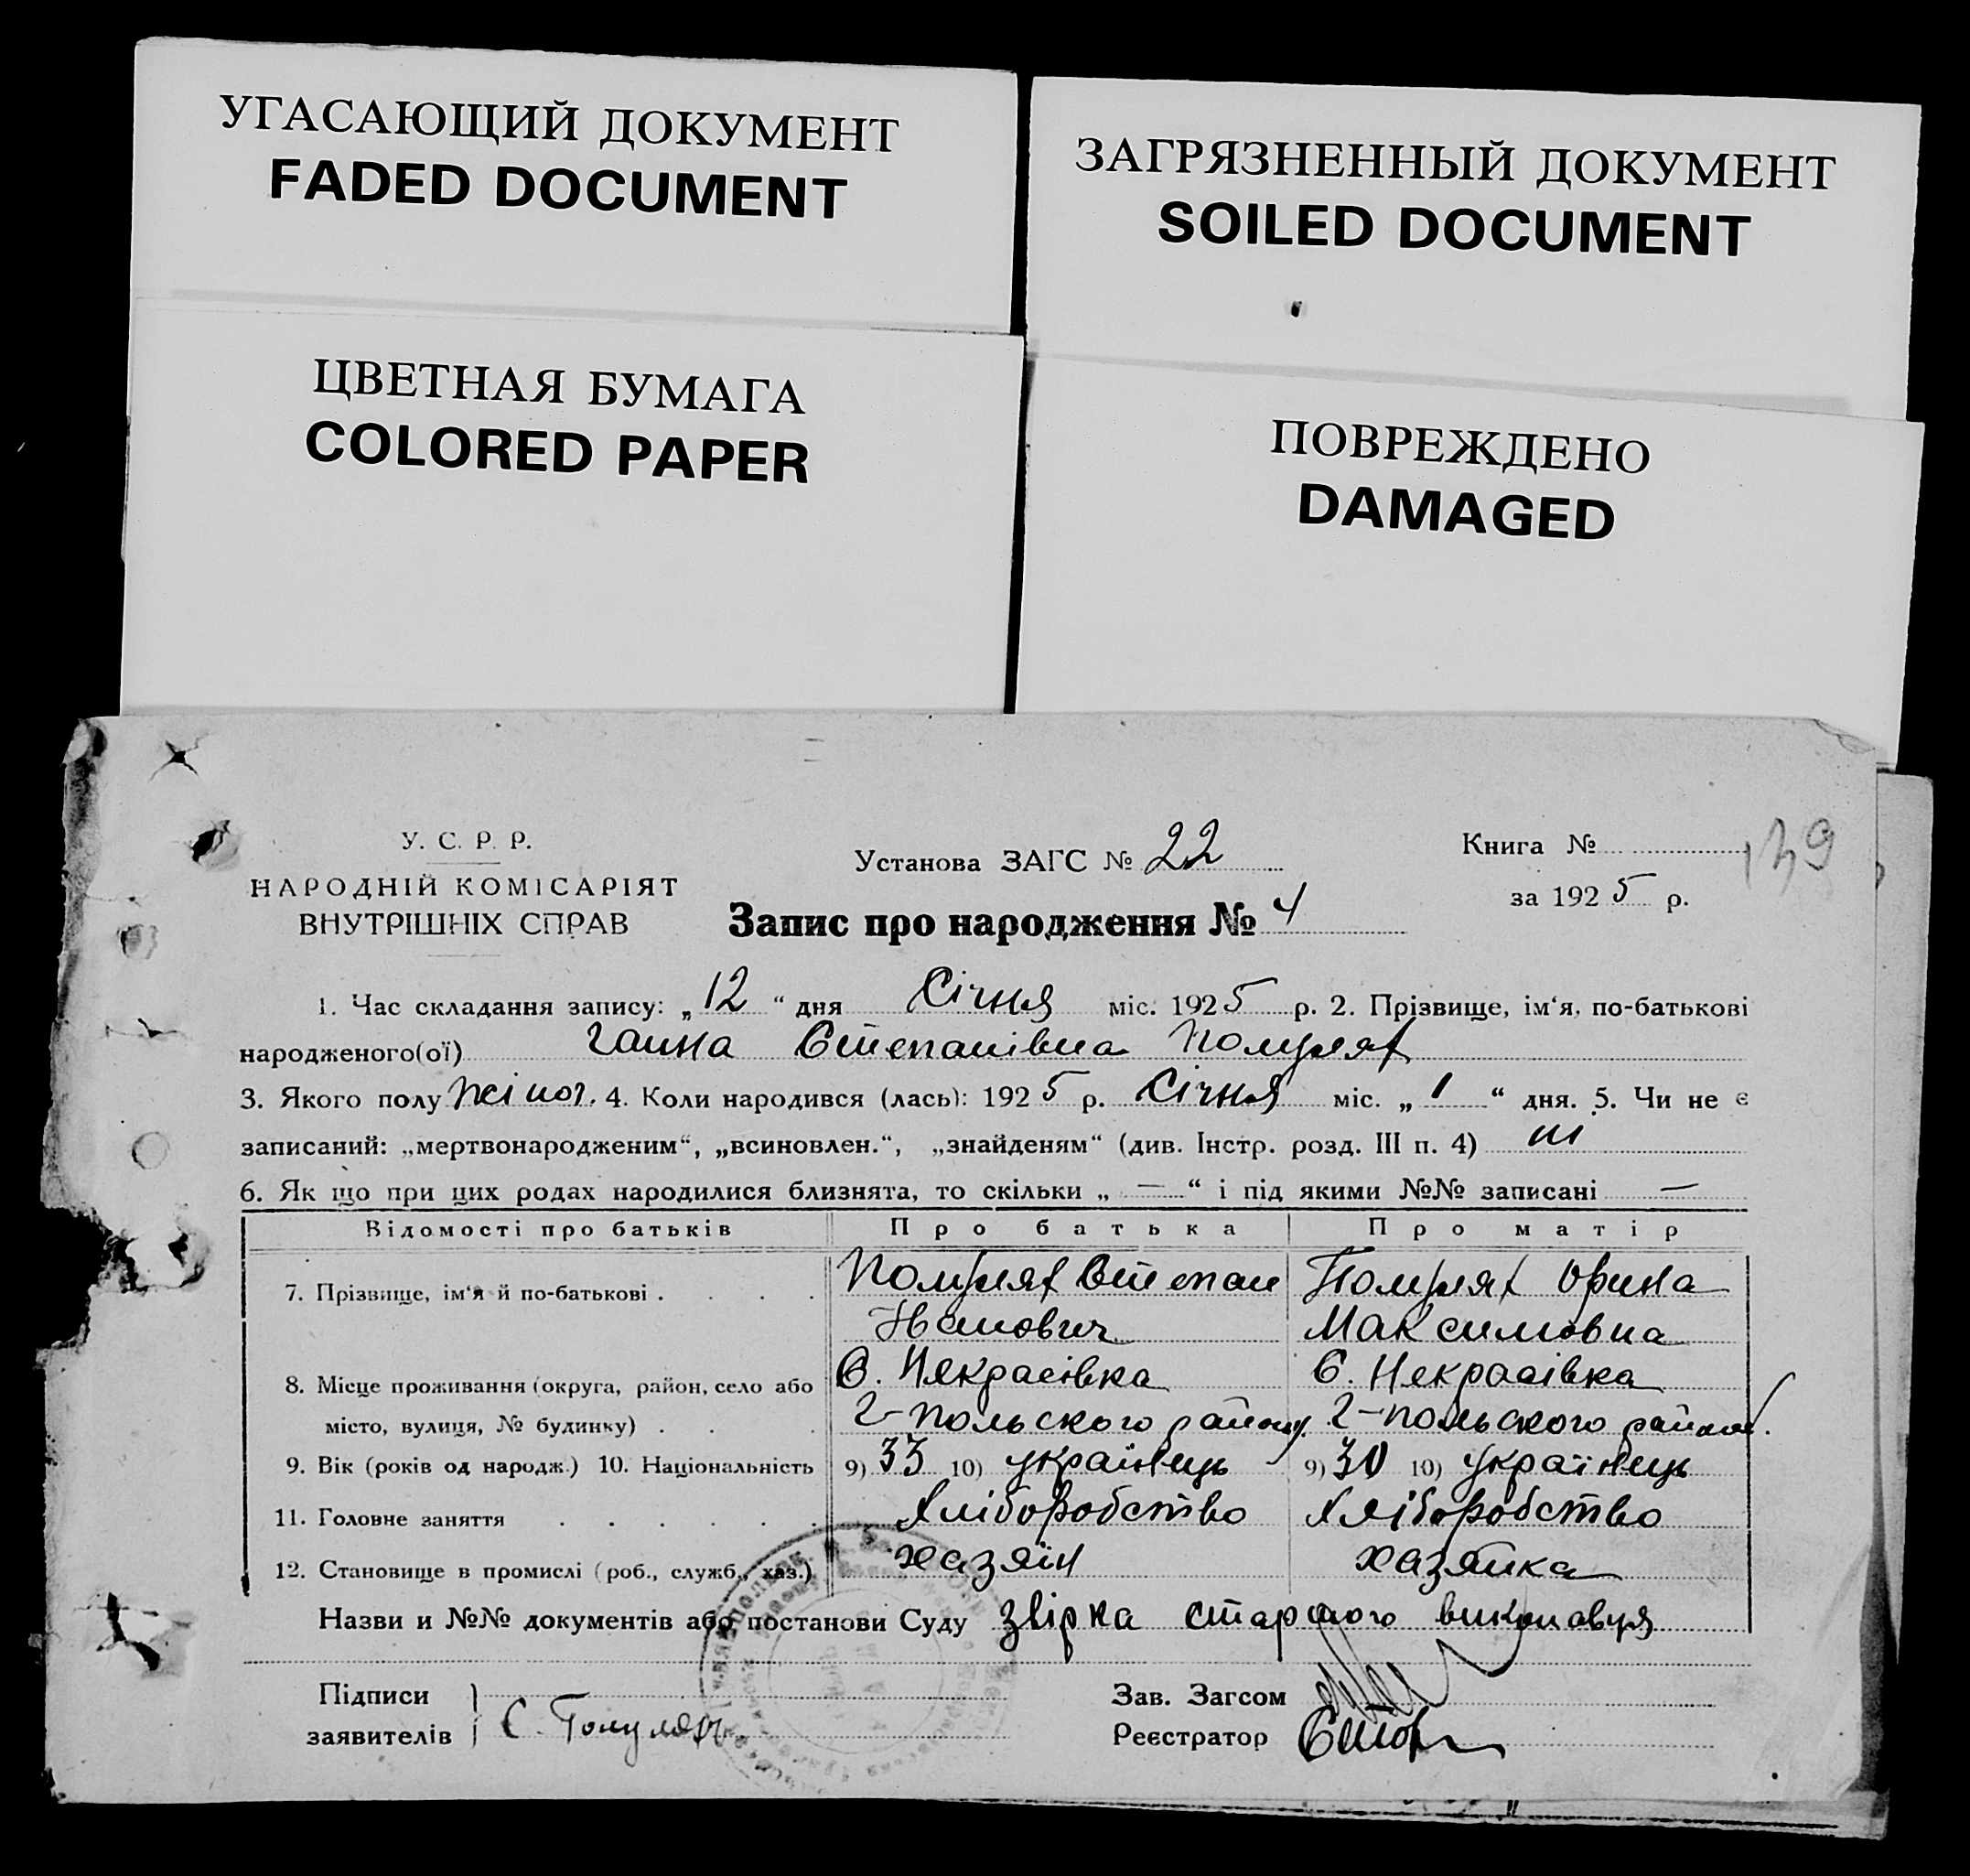 УГАСАЮЩИЙ ДОКУМЕНТ
FADED DOCUMENT
ЗАГРЯЗНЕННЫЙ ДОКУМЕНТ
SOILED DOCUMENT
ЦВЕТНАЯ БУМАГА
COLORED PAPER
ПОВРЕЖДЕНО
DAMAGED
У. С. Р. Р.
НАРОДНІЙ КОМІСАРІЯТ
ВНУТРІШНІХ СПРАВ
Установа ЗАГС № 22
Запис про народження № 4
Книга №
139
за 1925 р.
1. Час складання запису: „12“ дня Січня міс. 1925 р. 2. Прізвище, ім‘я, по-батькові
народженого(ої) Ганна Степанівна
3. Якого полу жіноч. 4. Коли народився (лась): 1925 р. Січня міс. „1“ дня. 5. Чи не є
записаний: „мертвонародженим“, „всиновлен.“, „знайденям“ (див. Інстр. розд. III п. 4) ні
6. Як що при цих родах народилися близнята, то скільки „—“ і під якими №№ записані —
Відомості про батьків Про батька Про матір
7. Прізвище, ім‘я й по-батькові . . . . Степан Орина
Іванович Максимовна
8. Місце проживання (округа, район, село або С. Некрасівка С. Некрасівка
місто, вулиця, № будинку) . . . Г-польского району Г-польского району.
9. Вік (років од народж.) 10. Національність 9) 33 10) українець 9) 30 10) українець
11. Головне заняття . . . . . . Хліборобство Хліборобство
12. Становище в промислі (роб., служб., хаз.) хазяїн хазяйка
Назви и №№ документів або постанови Суду звірка старшого виконавця
Підписи
заявителів С.
Зав. Загсом
Реєстратор